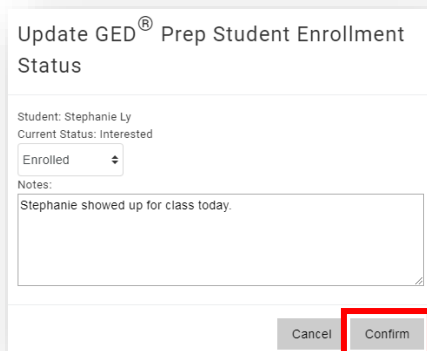 Update GED® Prep Student Enrollment
Status
Student: Stephanie Ly
Current Status: Interested
Enrolled
Notes:
Stephanie showed up for class today.
Cancel Confirm